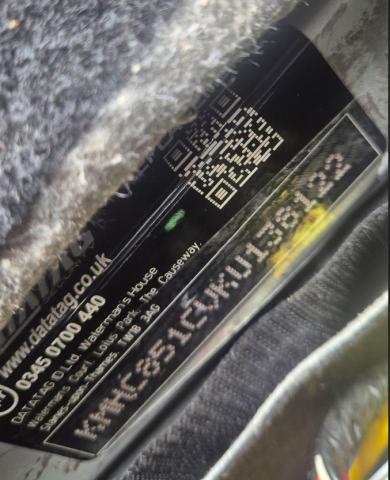 www.datatag.co.uk
0345 0700 440
DATATAG ID Ltd, Waterman's House
Waterman's Court, Lotus Park, The Causeway,
Staines-upon-Thames, TW18 3AG
KMHC851CVKU138122